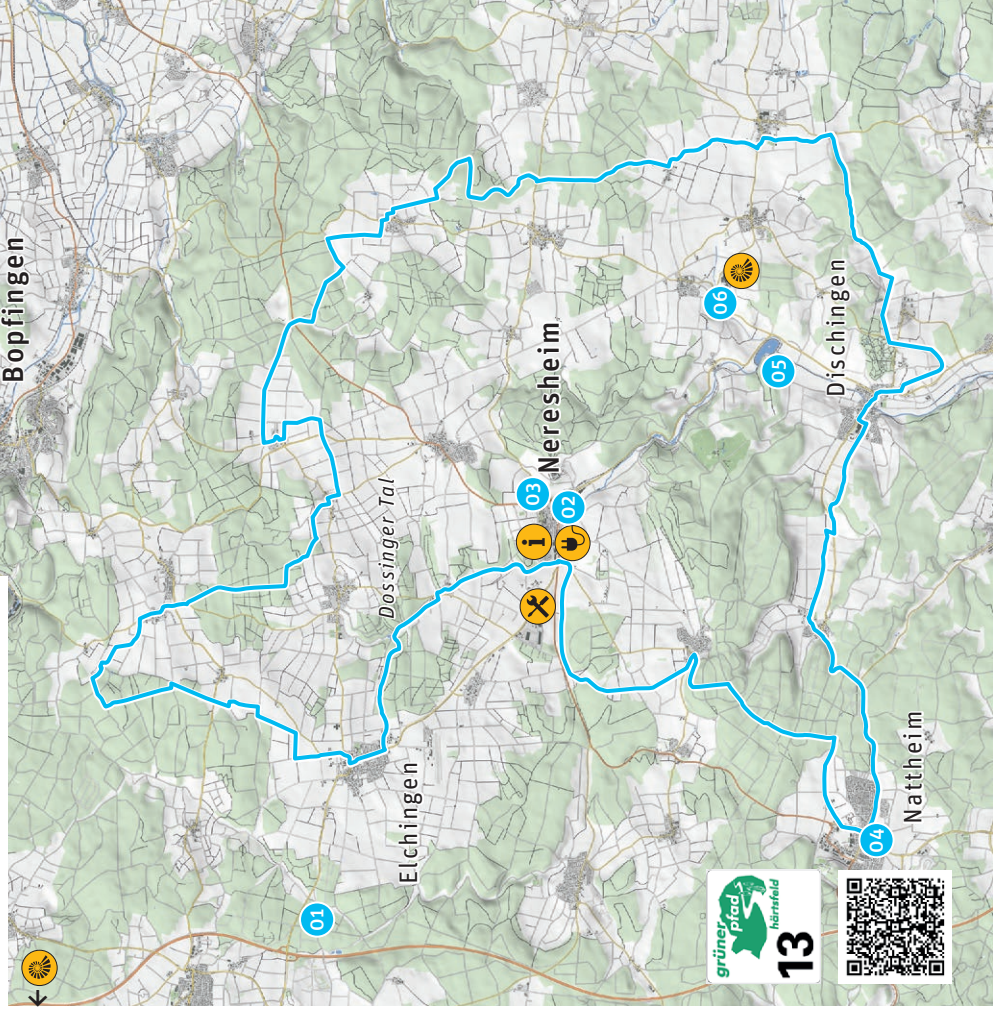 Bopfingen
Dossinger Tal
03
Neresheim
02
i
06
05
Dischingen
Elchingen
01
04
Nattheim
grüner
pfad
härtsfeld
13